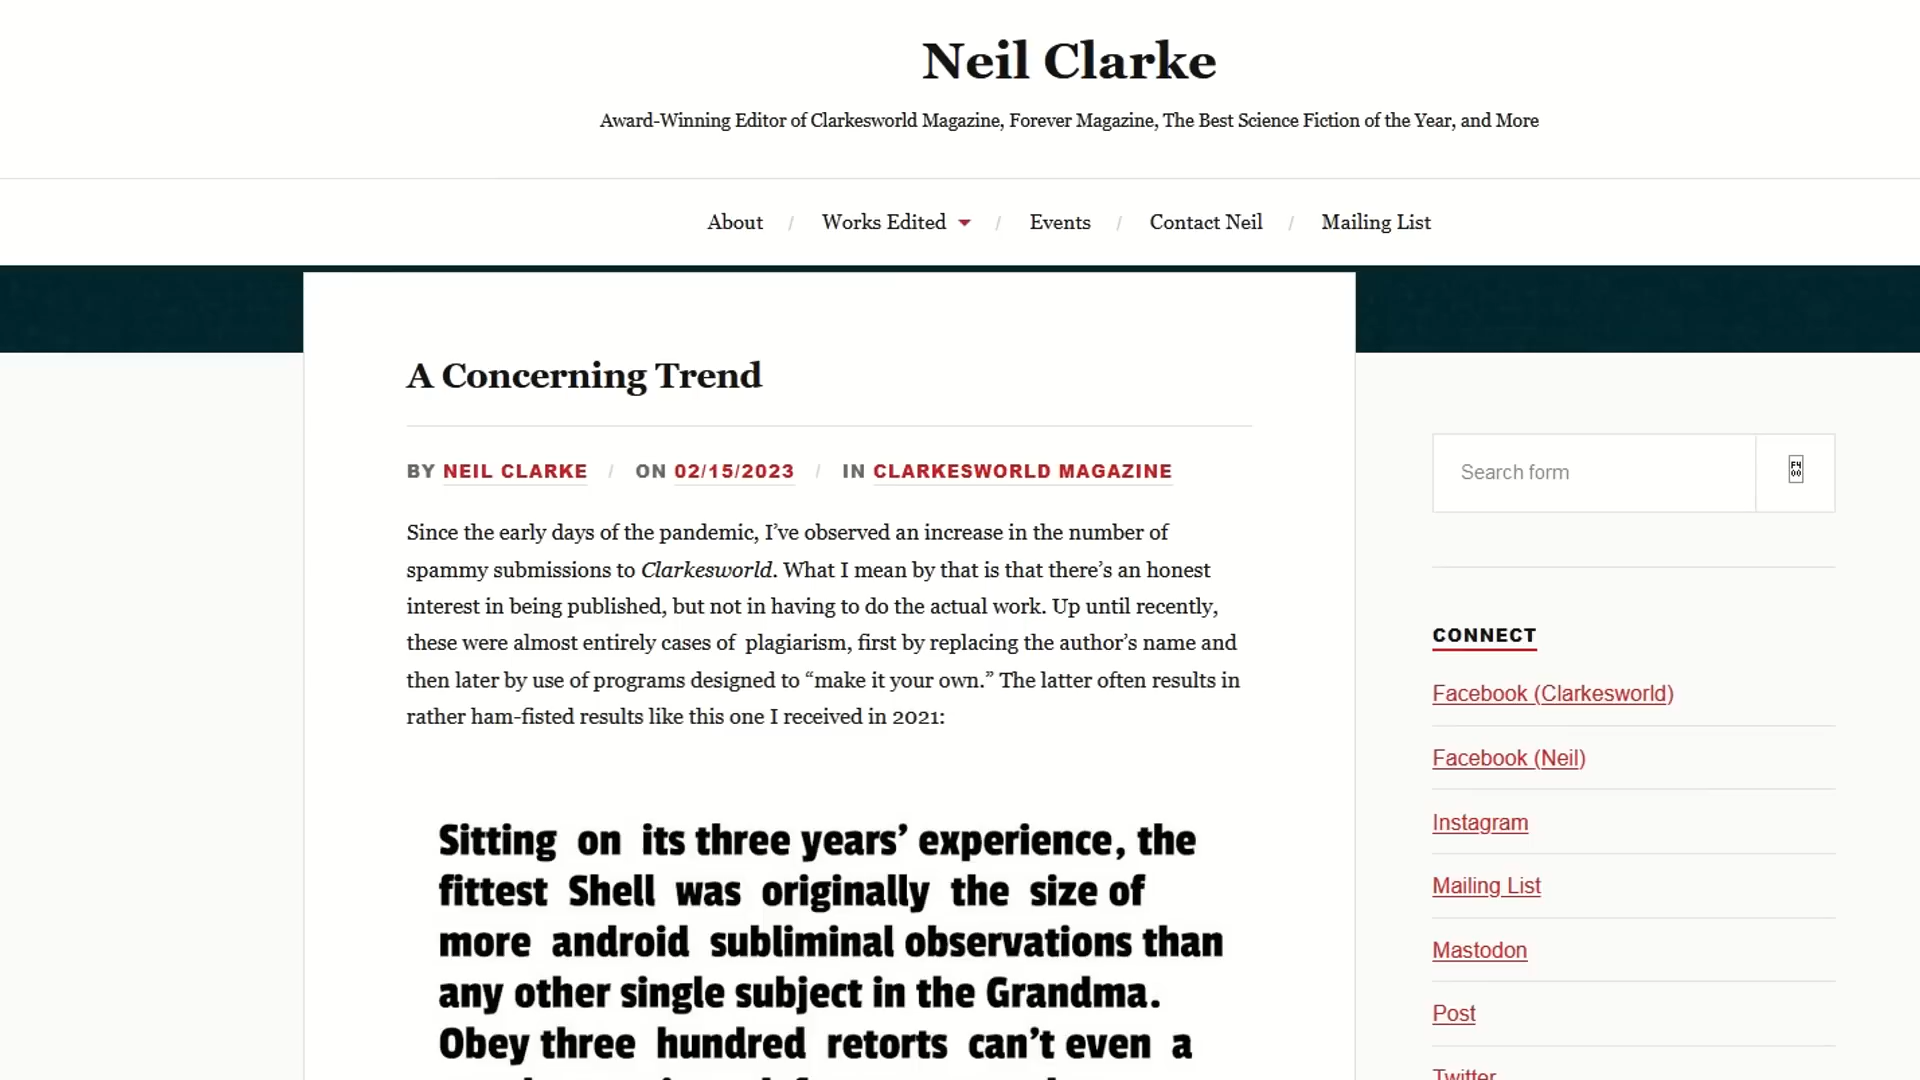 Neil Clarke
Award-Winning Editor of Clarkesworld Magazine, Forever Magazine, The Best Science Fiction of the Year, and More
About / Works Edited / Events / Contact Neil / Mailing List
A Concerning Trend
BY NEIL CLARKE / ON 02/15/2023 / IN CLARKESWORLD MAGAZINE
Since the early days of the pandemic, I’ve observed an increase in the number of
spammy submissions to Clarkesworld. What I mean by that is that there’s an honest
interest in being published, but not in having to do the actual work. Up until recently,
these were almost entirely cases of plagiarism, first by replacing the author’s name and
then later by use of programs designed to “make it your own.” The latter often results in
rather ham-fisted results like this one I received in 2021:
Sitting on its three years’ experience, the
fittest Shell was originally the size of
more android subliminal observations than
any other single subject in the Grandma.
Obey three hundred retorts can’t even a
Search form
F4
00
CONNECT
Facebook (Clarkesworld)
Facebook (Neil)
Instagram
Mailing List
Mastodon
Post
Twitter